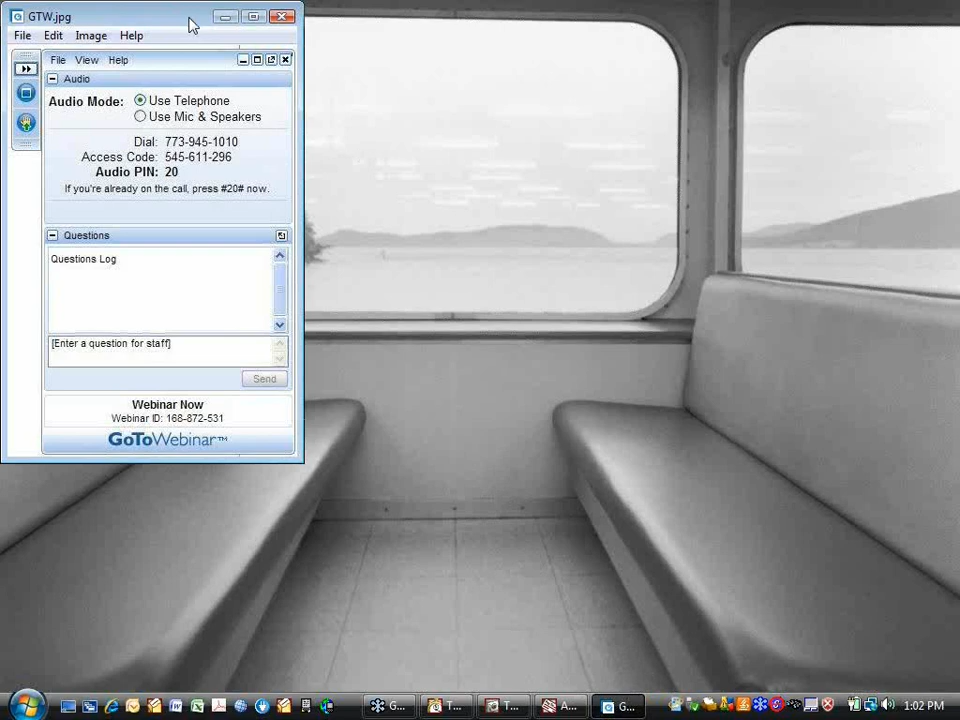 GTW.jpg
File Edit Image Help
File View Help
Audio
Audio Mode: Use Telephone
Use Mic & Speakers
Dial: 773-945-1010
Access Code: 545-611-296
Audio PIN: 20
If you're already on the call, press #20# now.
Questions
Questions Log
[Enter a question for staff]
Send
Webinar Now
Webinar ID: 168-872-531
GoToWebinar™
G... T... T... A... G... 1:02 PM